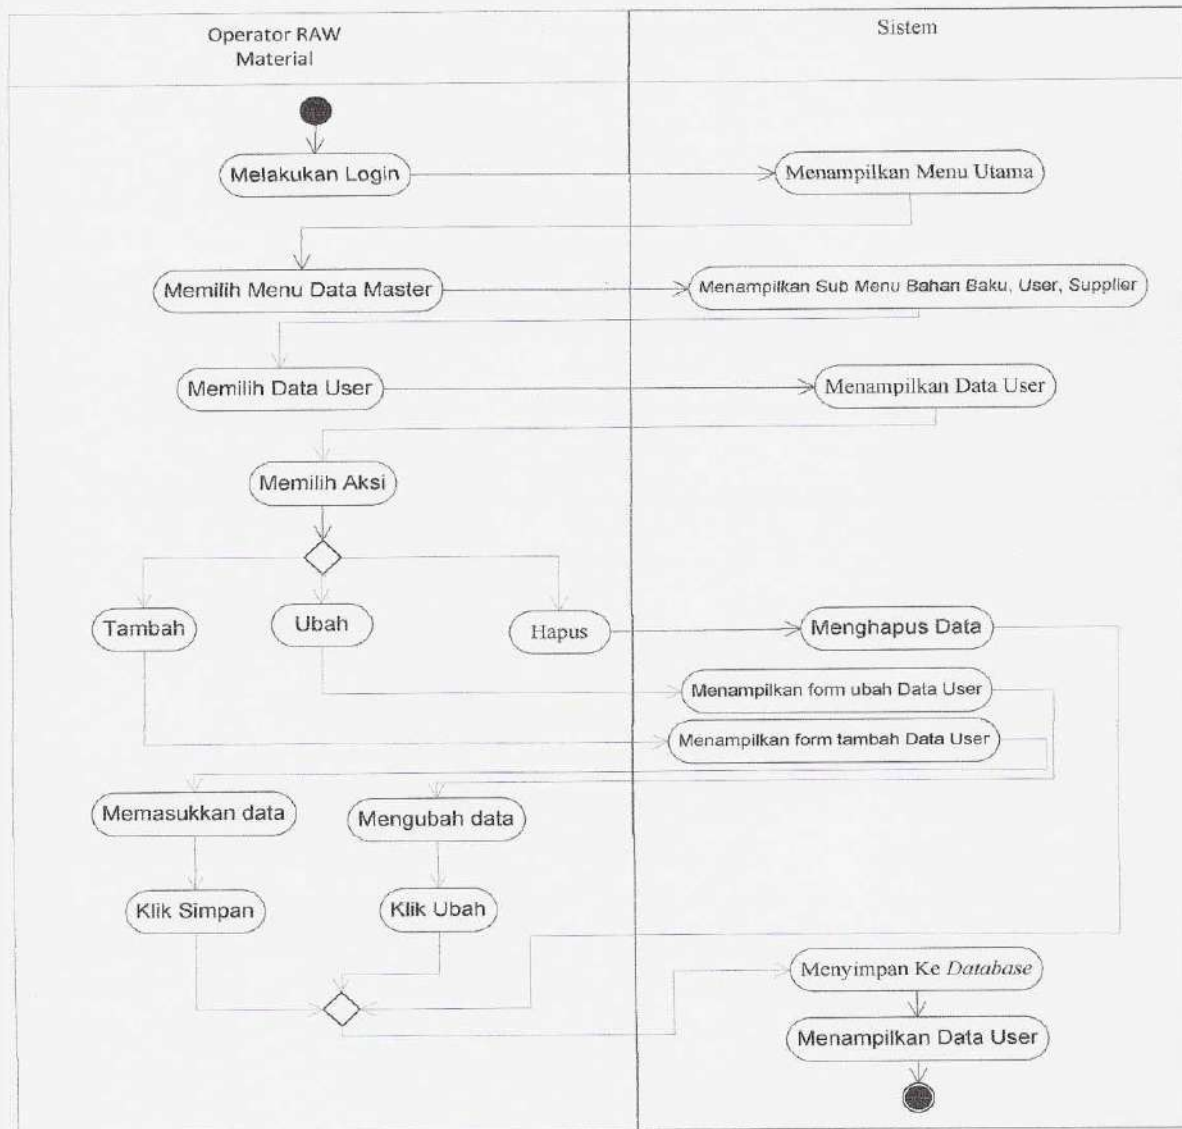 Operator RAW
Material
Sistem
Melakukan Login
Menampilkan Menu Utama
Memilih Menu Data Master
Menampilkan Sub Menu Bahan Baku, User, Supplier
Memilih Data User
Menampilkan Data User
Memilih Aksi
Tambah
Ubah
Hapus
Menghapus Data
Menampilkan form ubah Data User
Menampilkan form tambah Data User
Memasukkan data
Mengubah data
Klik Simpan
Klik Ubah
Menyimpan Ke Database
Menampilkan Data User